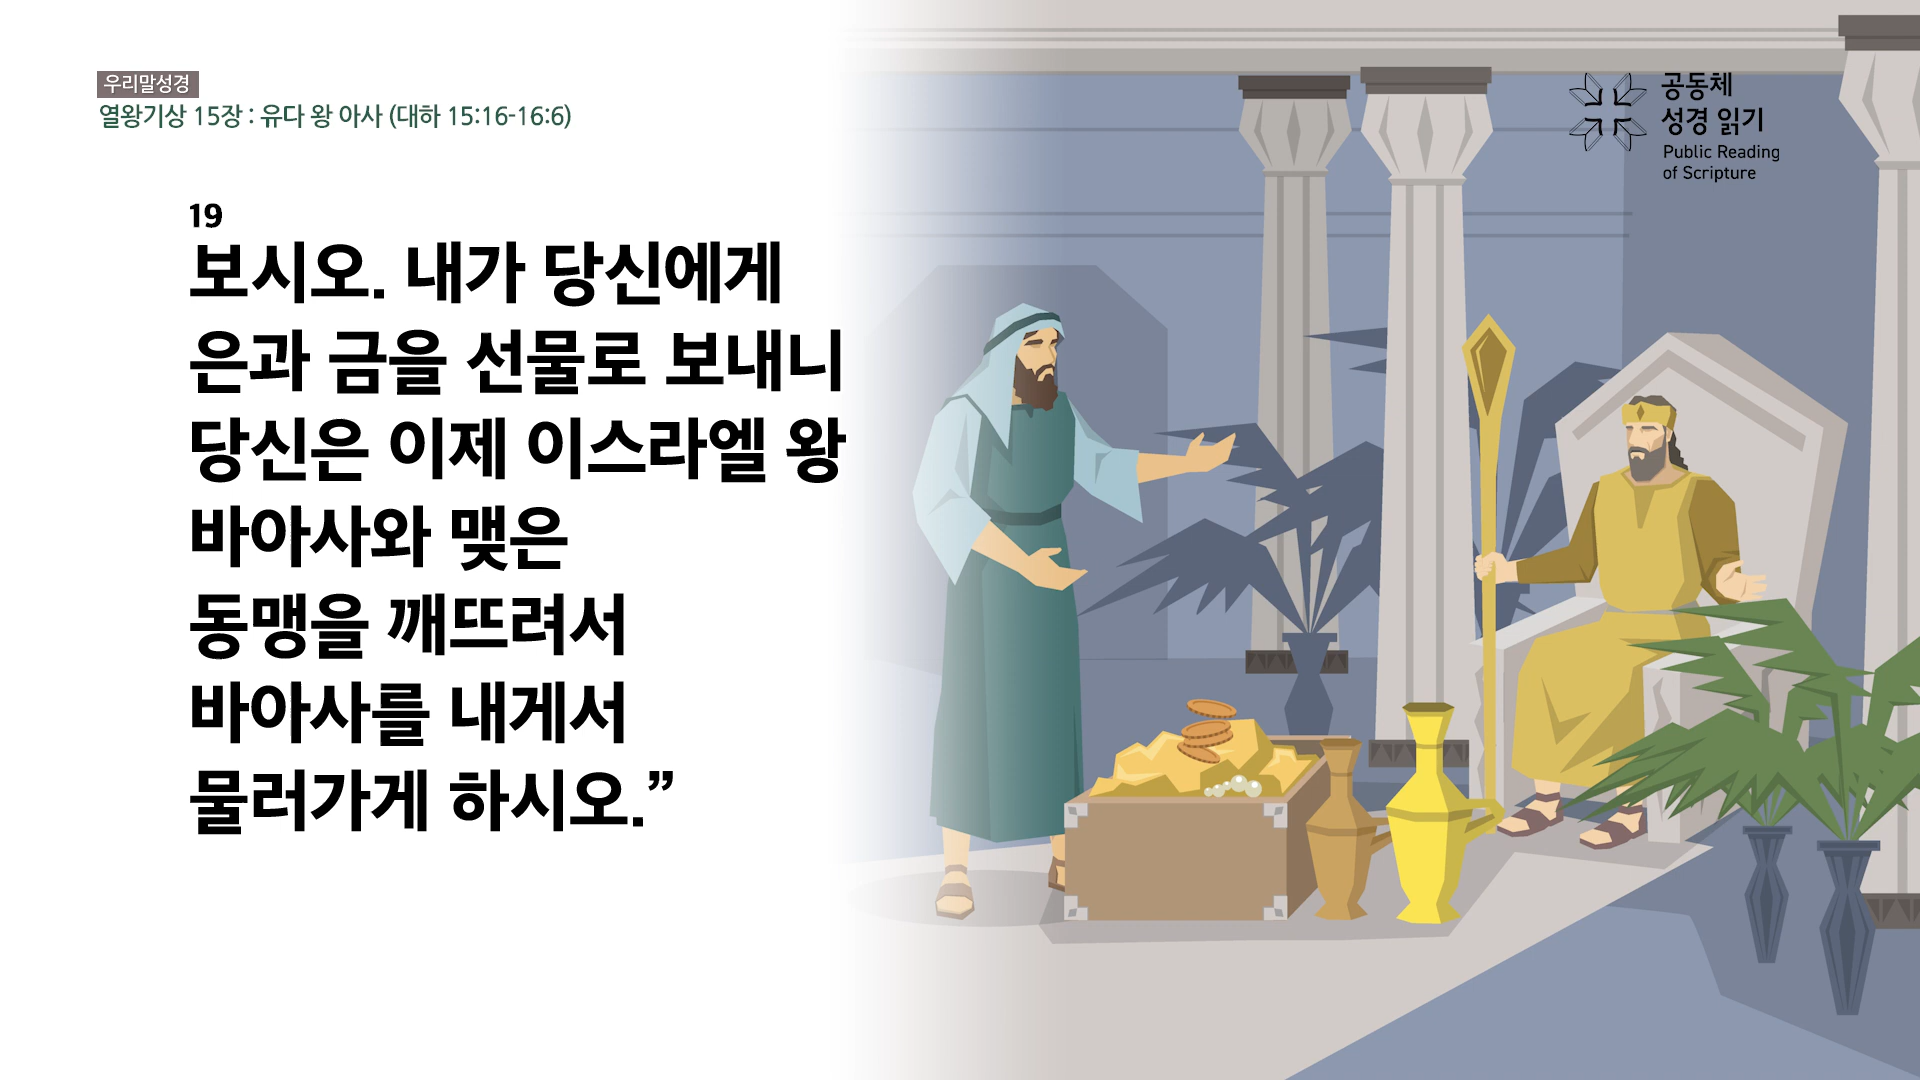 우리말성경
열왕기상 15장 : 유다 왕 아사 (대하 15:16-16:6)
공동체
성경 읽기
Public Reading
of Scripture
19
보시오. 내가 당신에게
은과 금을 선물로 보내니
당신은 이제 이스라엘 왕
바아사와 맺은
동맹을 깨뜨려서
바아사를 내게서
물러가게 하시오.”